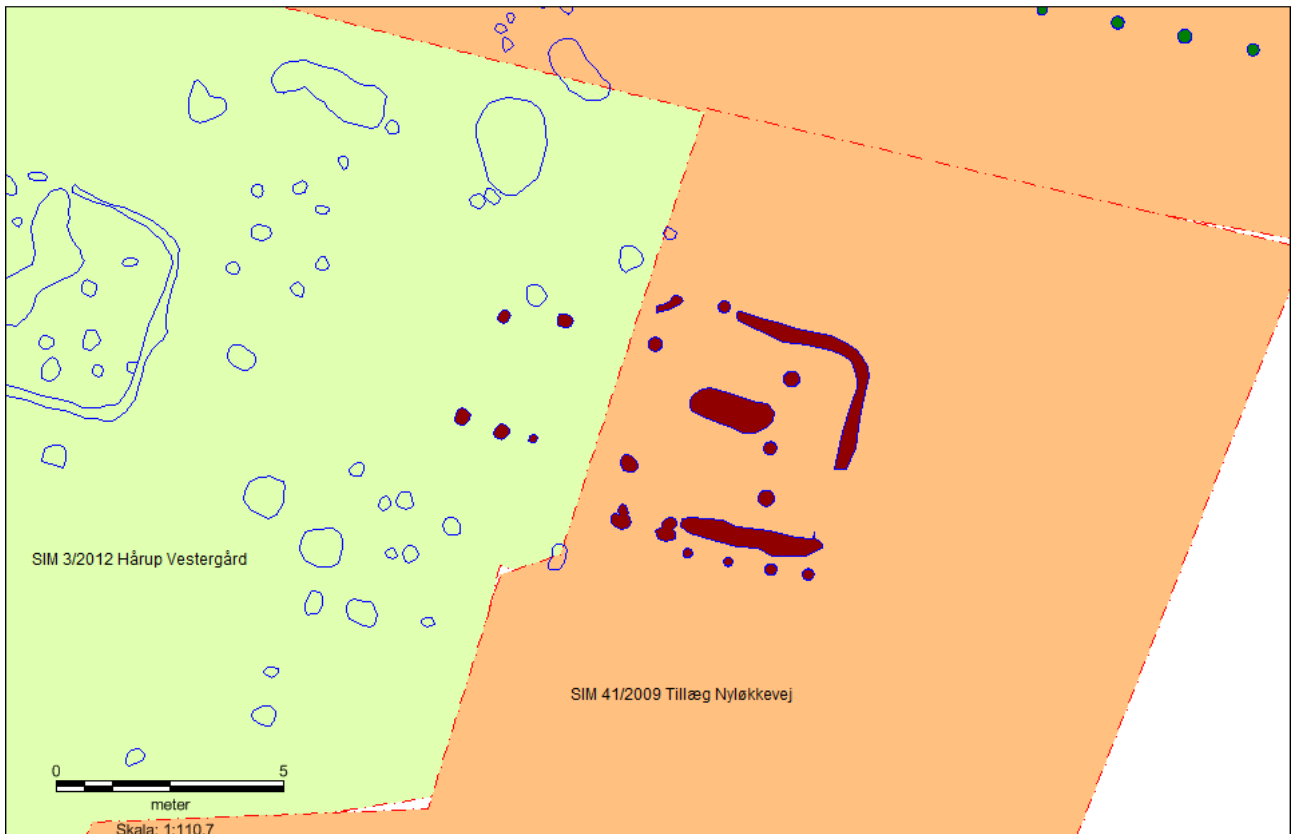 SIM 3/2012 Hårup Vestergård
SIM 41/2009 Tillæg Nyløkkevej
0 5
meter
Skala: 1:110.7